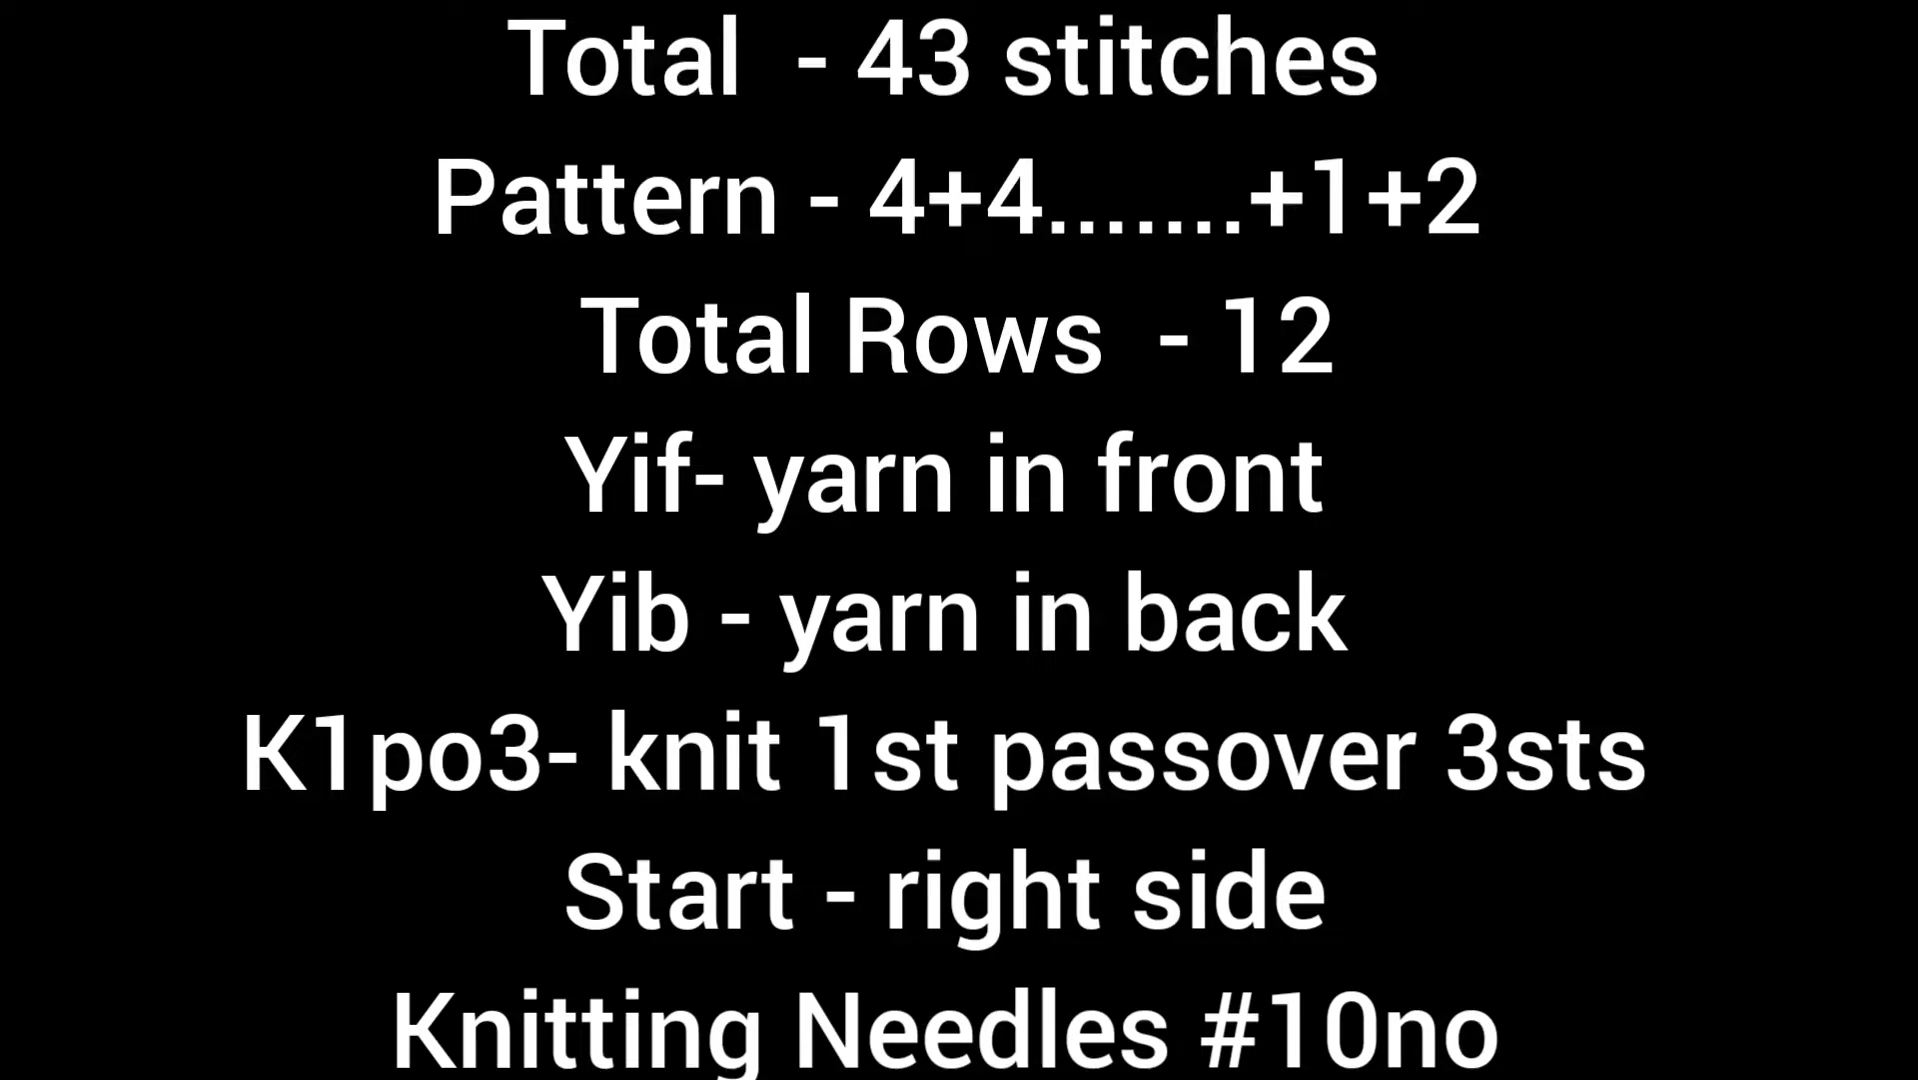 Total - 43 stitches
Pattern - 4+4.......+1+2
Total Rows - 12
Yif- yarn in front
Yib - yarn in back
K1po3- knit 1st passover 3sts
Start - right side
Knitting Needles #10no